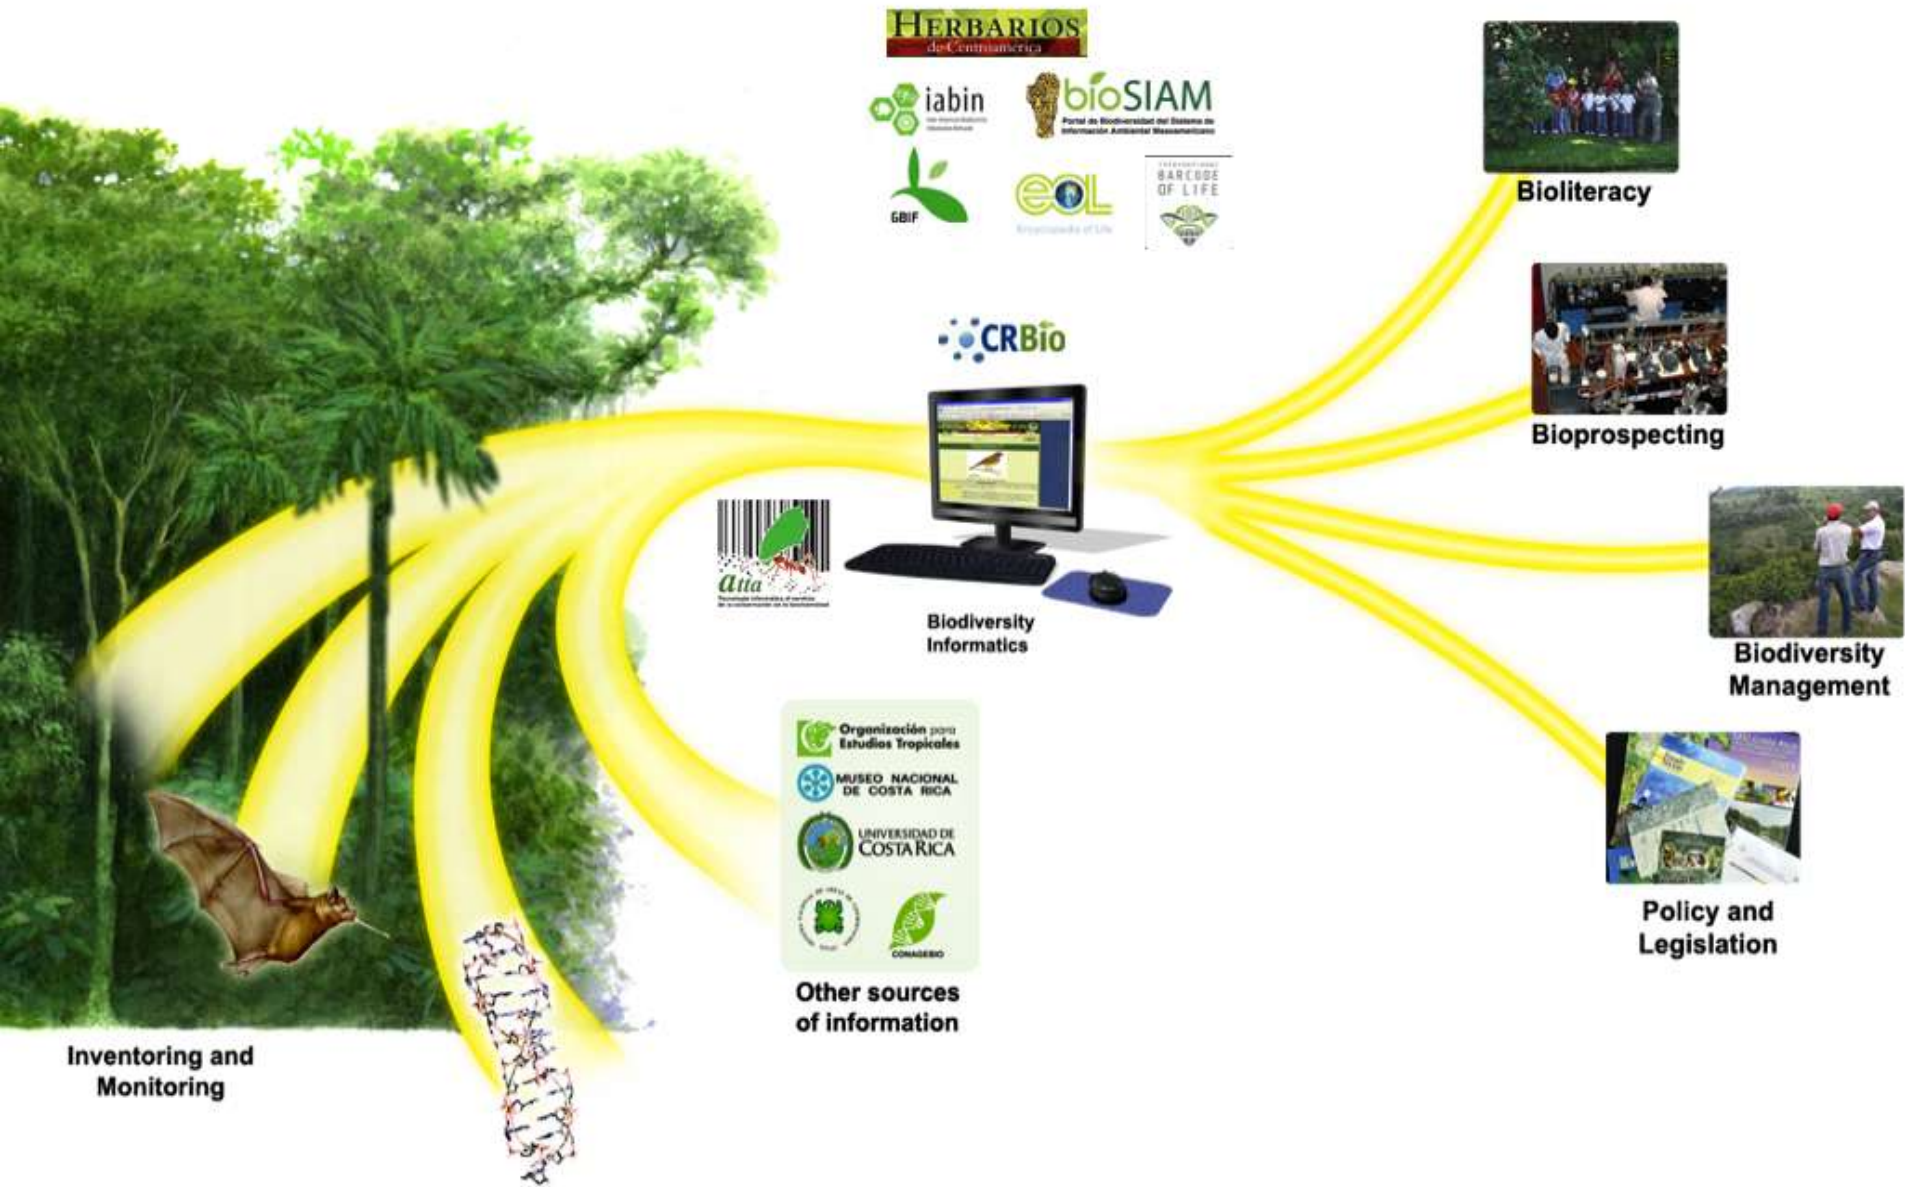 HERBARIOS
de Centroamérica
iabin
bioSIAM
Portal de Biodiversidad del Sistema de
Información Ambiental Mesoamericano
GBIF
EOL
Encyclopedia of Life
BARCODE
OF LIFE
Bioliteracy
CRBio
Bioprospecting
atta
Biodiversity
Informatics
Biodiversity
Management
Organización para
Estudios Tropicales
MUSEO NACIONAL
DE COSTA RICA
UNIVERSIDAD DE
COSTA RICA
CONAGEBIO
Policy and
Legislation
Other sources
of information
Inventoring and
Monitoring